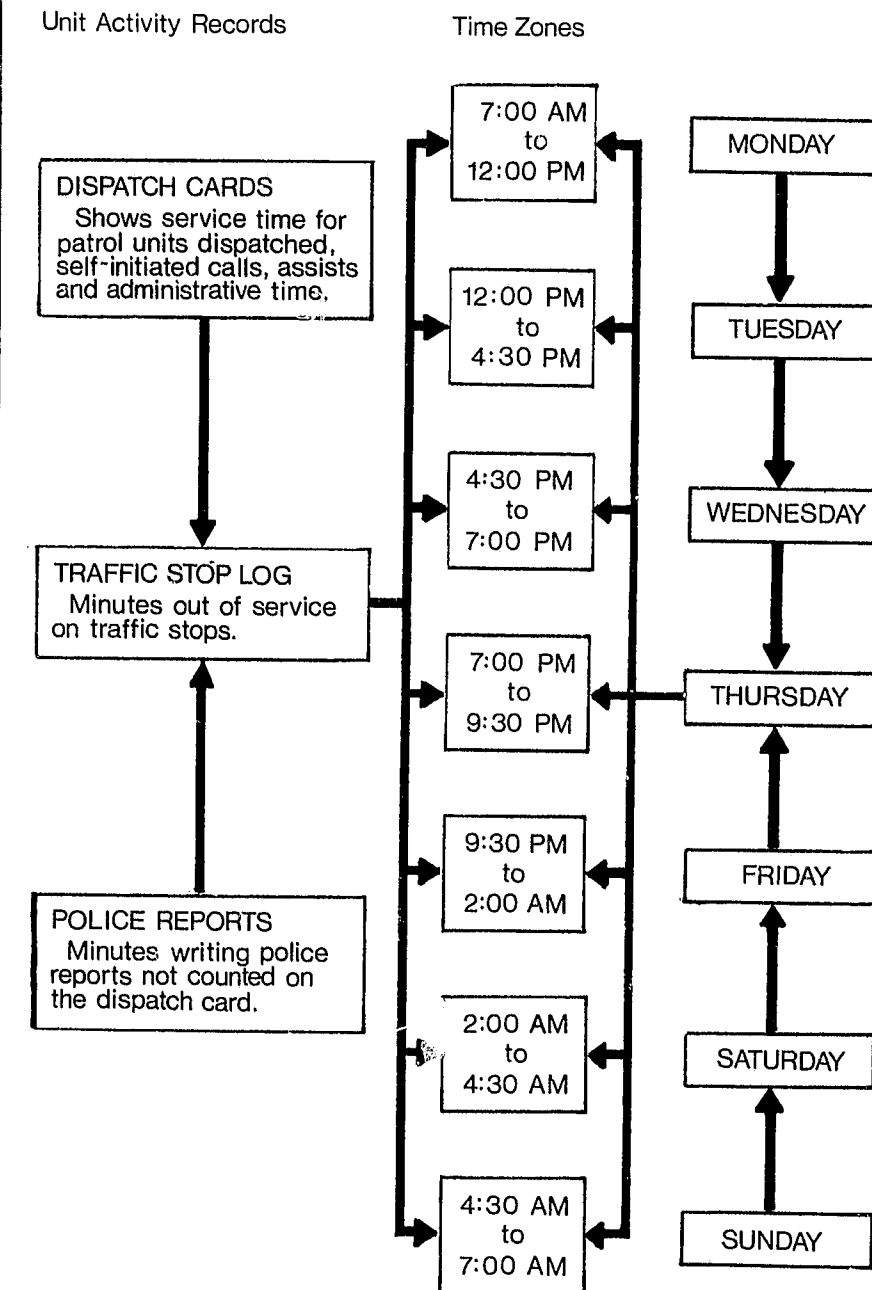 Unit Activity Records
Time Zones
DISPATCH CARDS
Shows service time for
patrol units dispatched,
self-initiated calls, assists
and administrative time.
TRAFFIC STOP LOG
Minutes out of service
on traffic stops.
POLICE REPORTS
Minutes writing police
reports not counted on
the dispatch card.
7:00 AM
to
12:00 PM
12:00 PM
to
4:30 PM
4:30 PM
to
7:00 PM
7:00 PM
to
9:30 PM
9:30 PM
to
2:00 AM
2:00 AM
to
4:30 AM
4:30 AM
to
7:00 AM
MONDAY
TUESDAY
WEDNESDAY
THURSDAY
FRIDAY
SATURDAY
SUNDAY